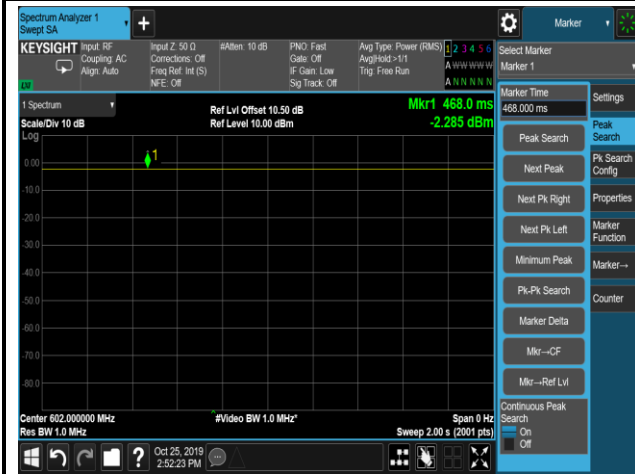 Spectrum Analyzer 1
Swept SA
+
Marker
KEYSIGHT
Input: RF
Coupling: AC
Align: Auto
Input Z: 50 Ω
Corrections: Off
Freq Ref: Int (S)
NFE: Off
#Atten: 10 dB
PNO: Fast
Gate: Off
IF Gain: Low
Sig Track: Off
Avg Type: Power (RMS)
Avg|Hold:>1/1
Trig: Free Run
1 2 3 4 5 6
A W W W W W
A N N N N N
Select Marker
Marker 1
1 Spectrum
Scale/Div 10 dB
Log
Ref Lvl Offset 10.50 dB
Ref Level 10.00 dBm
Mkr1 468.0 ms
-2.285 dBm
1
0.00
-10.0
-20.0
-30.0
-40.0
-50.0
-60.0
-70.0
-80.0
Center 602.000000 MHz
Res BW 1.0 MHz
#Video BW 1.0 MHz*
Span 0 Hz
Sweep 2.00 s (2001 pts)
Marker Time
468.000 ms
Peak Search
Next Peak
Next Pk Right
Next Pk Left
Minimum Peak
Pk-Pk Search
Marker Delta
Mkr→CF
Mkr→Ref Lvl
Continuous Peak
Search
On
Off
Settings
Peak
Search
Pk Search
Config
Properties
Marker
Function
Marker→
Counter
?
Oct 25, 2019
2:52:23 PM